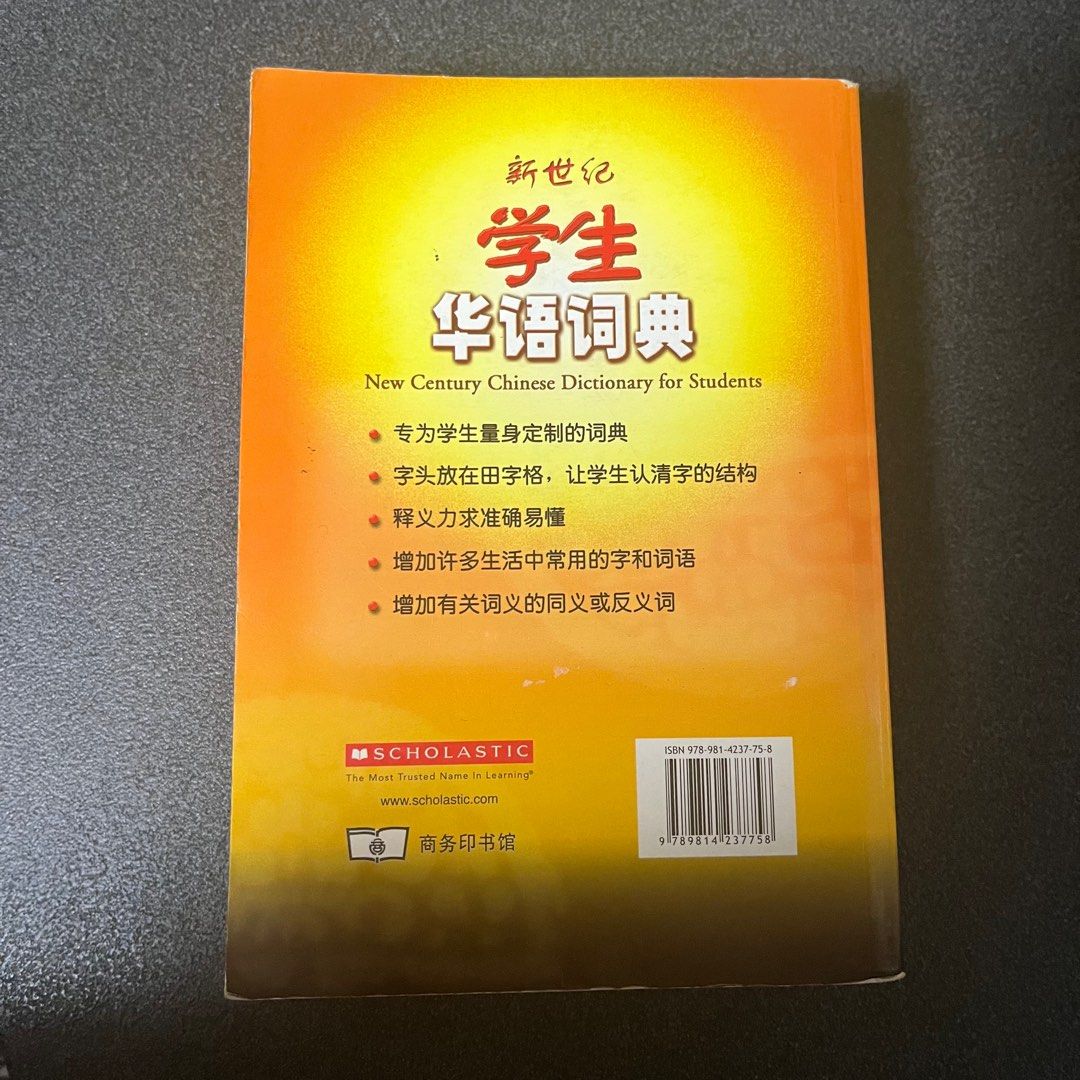 新世纪
学生
华语词典
New Century Chinese Dictionary for Students
专为学生量身定制的词典
字头放在田字格，让学生认清字的结构
释义力求准确易懂
增加许多生活中常用的字和词语
增加有关词义的同义或反义词
SCHOLASTIC
The Most Trusted Name In Learning®
www.scholastic.com
商务印书馆
ISBN 978-981-4237-75-8
9 789814 237758